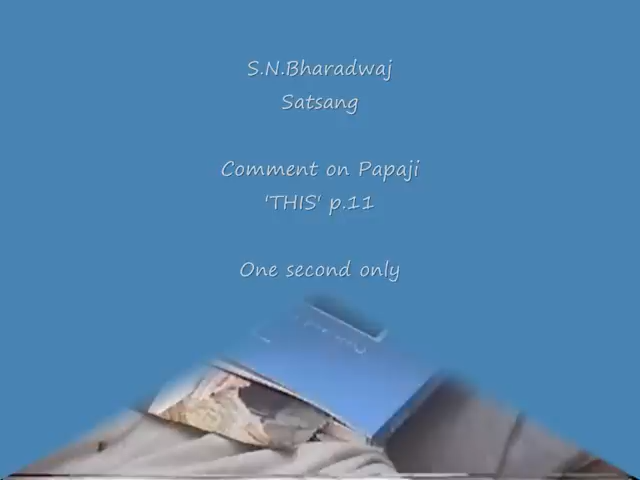 S.N.Bharadwaj
Satsang
Comment on Papaji
'THIS' p.11
One second only